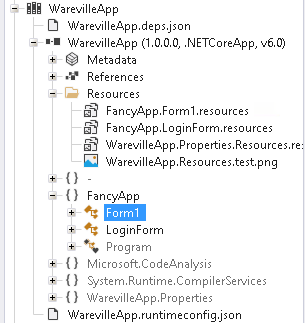 WarevilleApp
WarevilleApp.deps.json
WarevilleApp (1.0.0.0, .NETCoreApp, v6.0)
Metadata
References
Resources
FancyApp.Form1.resources
FancyApp.LoginForm.resources
WarevilleApp.Properties.Resources.re
WarevilleApp.Resources.test.png
{ } -
{ } FancyApp
Form1
LoginForm
Program
{ } Microsoft.CodeAnalysis
{ } System.Runtime.CompilerServices
{ } WarevilleApp.Properties
WarevilleApp.runtimeconfig.json